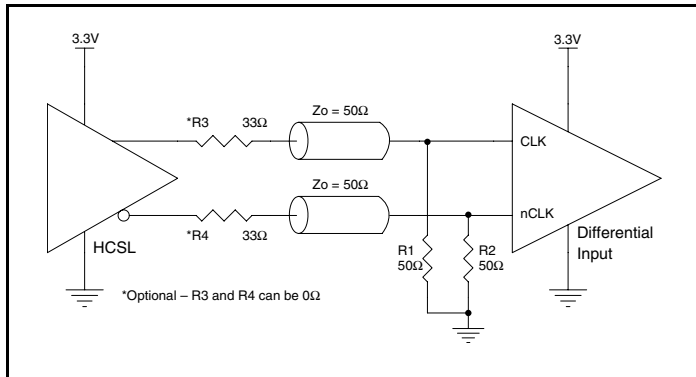 3.3V
3.3V
*R3 33Ω
Zo = 50Ω
CLK
Zo = 50Ω
nCLK
*R4 33Ω
HCSL
R1
50Ω
R2
50Ω
Differential
Input
*Optional – R3 and R4 can be 0Ω